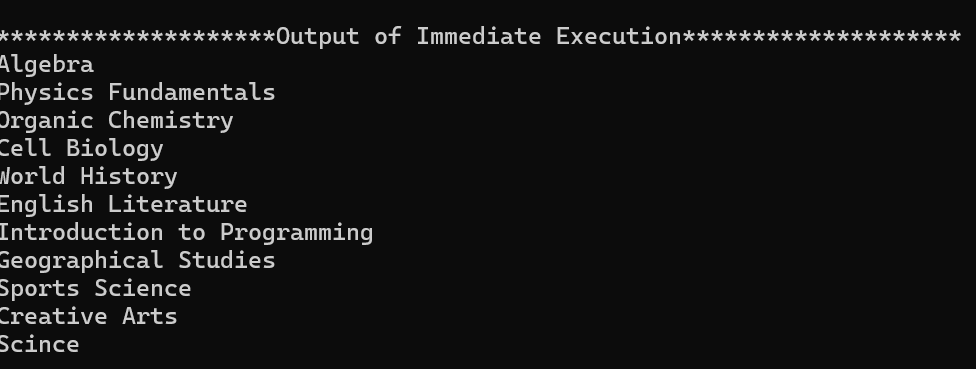 ********************Output of Immediate Execution********************
Algebra
Physics Fundamentals
Organic Chemistry
Cell Biology
World History
English Literature
Introduction to Programming
Geographical Studies
Sports Science
Creative Arts
Scince